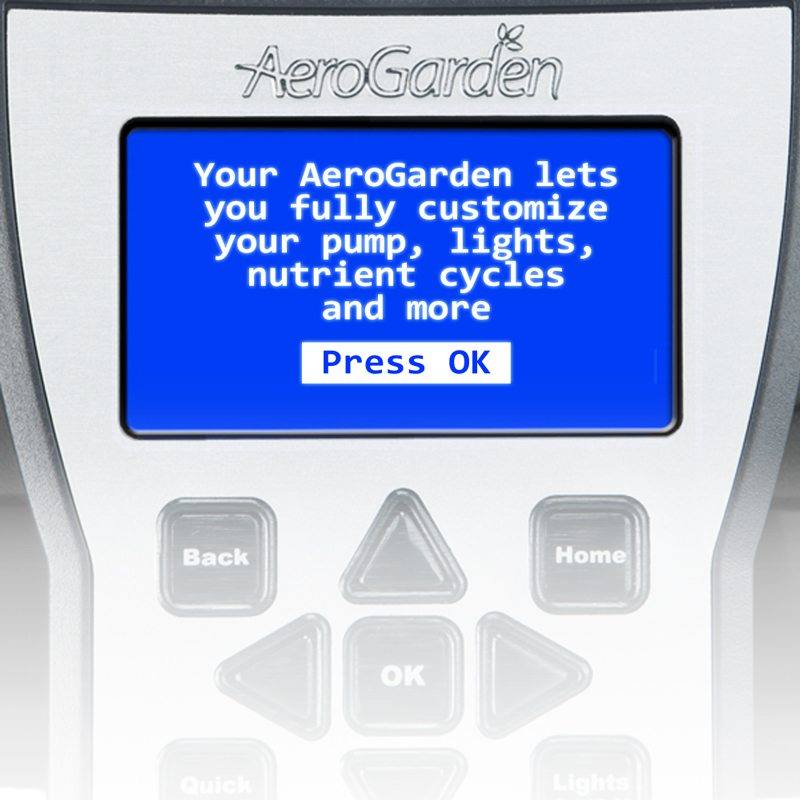 AeroGarden
Your AeroGarden lets
you fully customize
your pump, lights,
nutrient cycles
and more
Press OK
Back
Home
OK
Quick
Lights